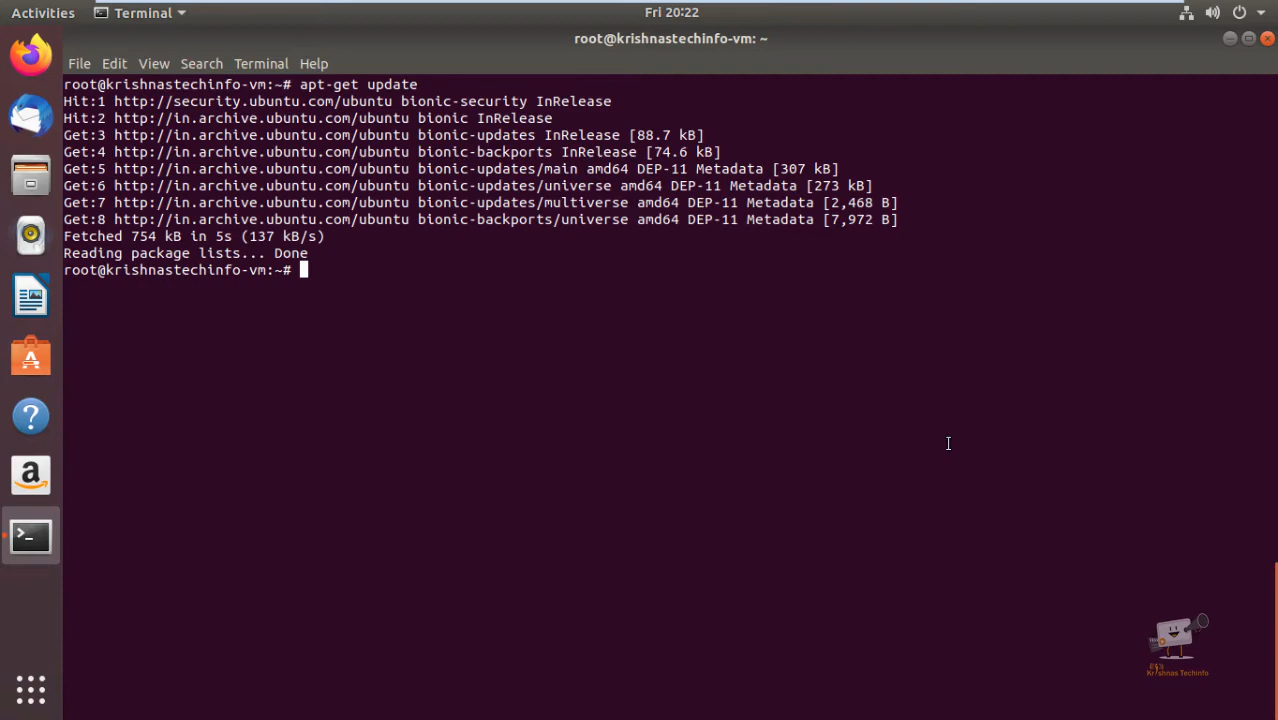 Activities Terminal Fri 20:22
root@krishnastechinfo-vm: ~
File Edit View Search Terminal Help
root@krishnastechinfo-vm:~# apt-get update
Hit:1 http://security.ubuntu.com/ubuntu bionic-security InRelease
Hit:2 http://in.archive.ubuntu.com/ubuntu bionic InRelease
Get:3 http://in.archive.ubuntu.com/ubuntu bionic-updates InRelease [88.7 kB]
Get:4 http://in.archive.ubuntu.com/ubuntu bionic-backports InRelease [74.6 kB]
Get:5 http://in.archive.ubuntu.com/ubuntu bionic-updates/main amd64 DEP-11 Metadata [307 kB]
Get:6 http://in.archive.ubuntu.com/ubuntu bionic-updates/universe amd64 DEP-11 Metadata [273 kB]
Get:7 http://in.archive.ubuntu.com/ubuntu bionic-updates/multiverse amd64 DEP-11 Metadata [2,468 B]
Get:8 http://in.archive.ubuntu.com/ubuntu bionic-backports/universe amd64 DEP-11 Metadata [7,972 B]
Fetched 754 kB in 5s (137 kB/s)
Reading package lists... Done
root@krishnastechinfo-vm:~#
Krishnas Techinfo